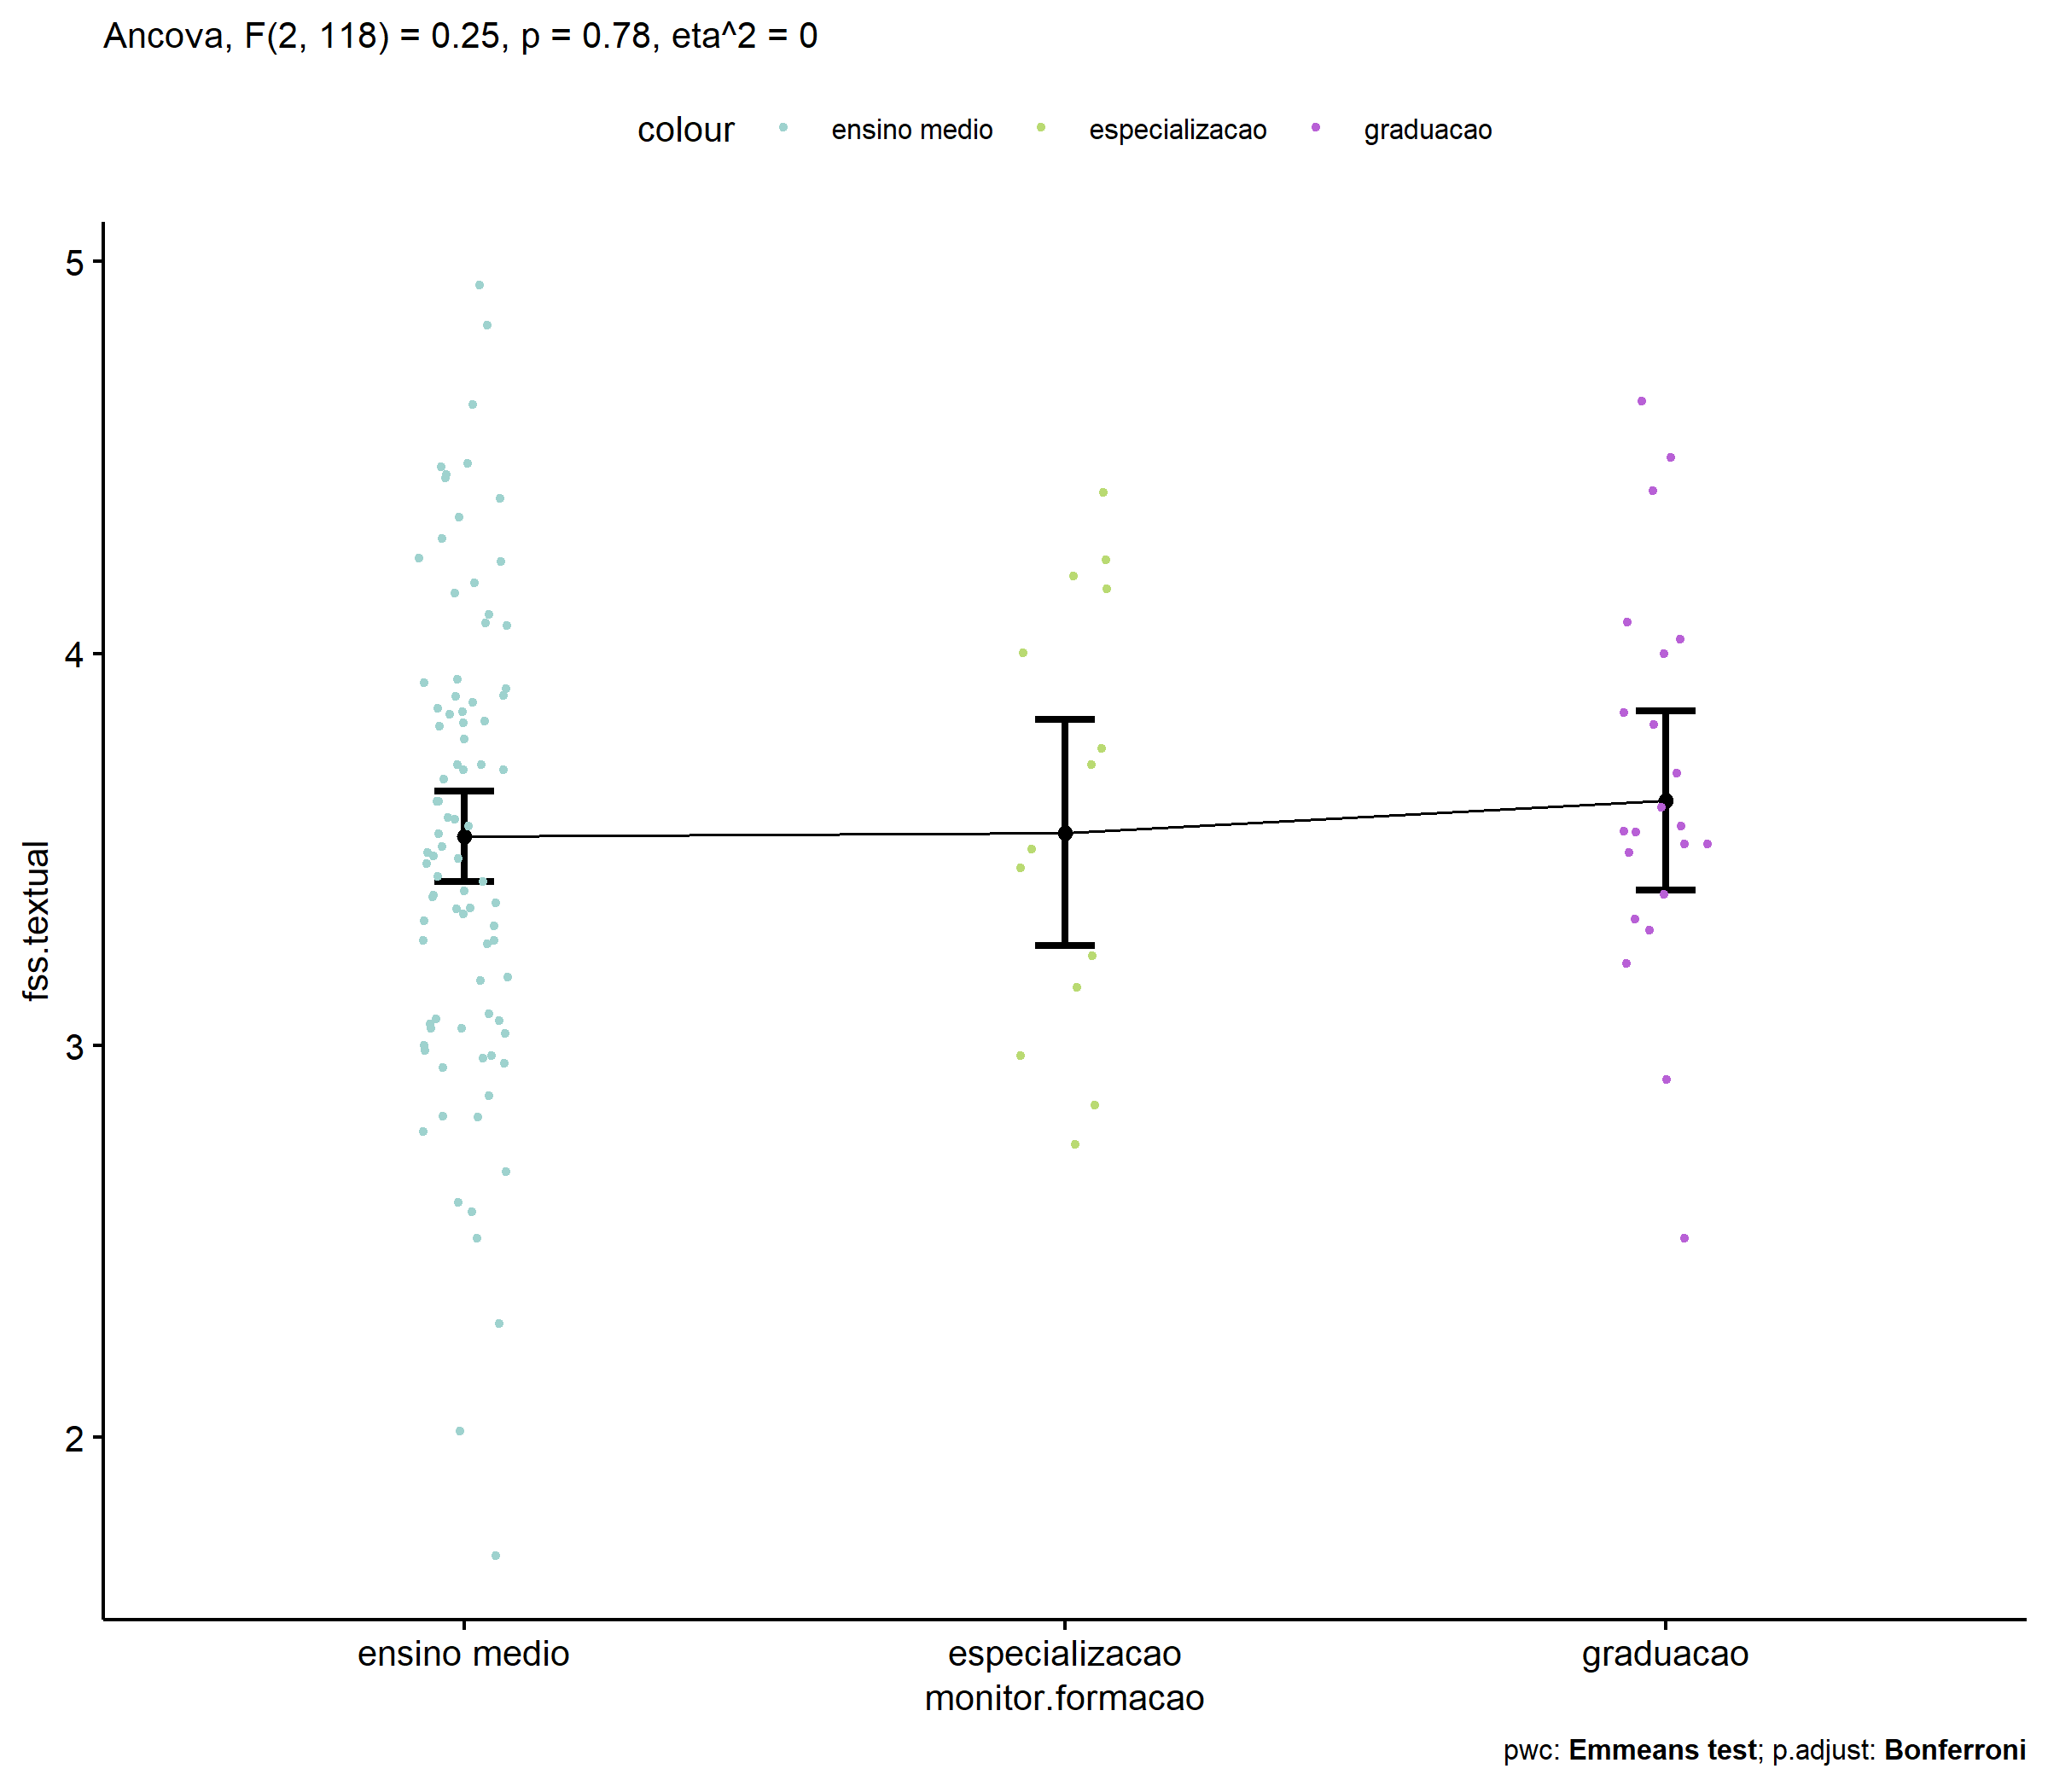 Ancova, F(2, 118) = 0.25, p = 0.78, eta^2 = 0
colour ensino medio especializacao graduacao
5
4
3
2
fss.textual
ensino medio especializacao graduacao
monitor.formacao
pwc: Emmeans test; p.adjust: Bonferroni